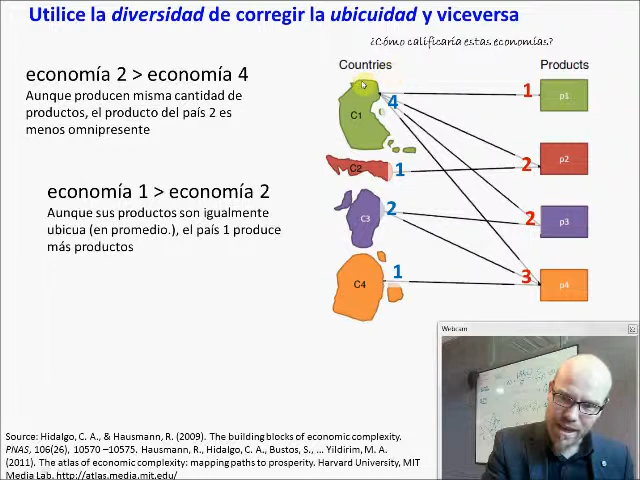 Utilice la diversidad de corregir la ubicuidad y viceversa
¿Cómo calificaría estas economías?
economía 2 > economía 4
Aunque producen misma cantidad de
productos, el producto del país 2 es
menos omnipresente
economía 1 > economía 2
Aunque sus productos son igualmente
ubicua (en promedio.), el país 1 produce
más productos
Countries
Products
C1
4
1
p1
C2
1
2
p2
C3
2
2
p3
C4
1
3
p4
Webcam
Source: Hidalgo, C. A., & Hausmann, R. (2009). The building blocks of economic complexity.
PNAS, 106(26), 10570 –10575. Hausmann, R., Hidalgo, C. A., Bustos, S., ... Yildirim, M. A.
(2011). The atlas of economic complexity: mapping paths to prosperity. Harvard University, MIT
Media Lab. http://atlas.media.mit.edu/